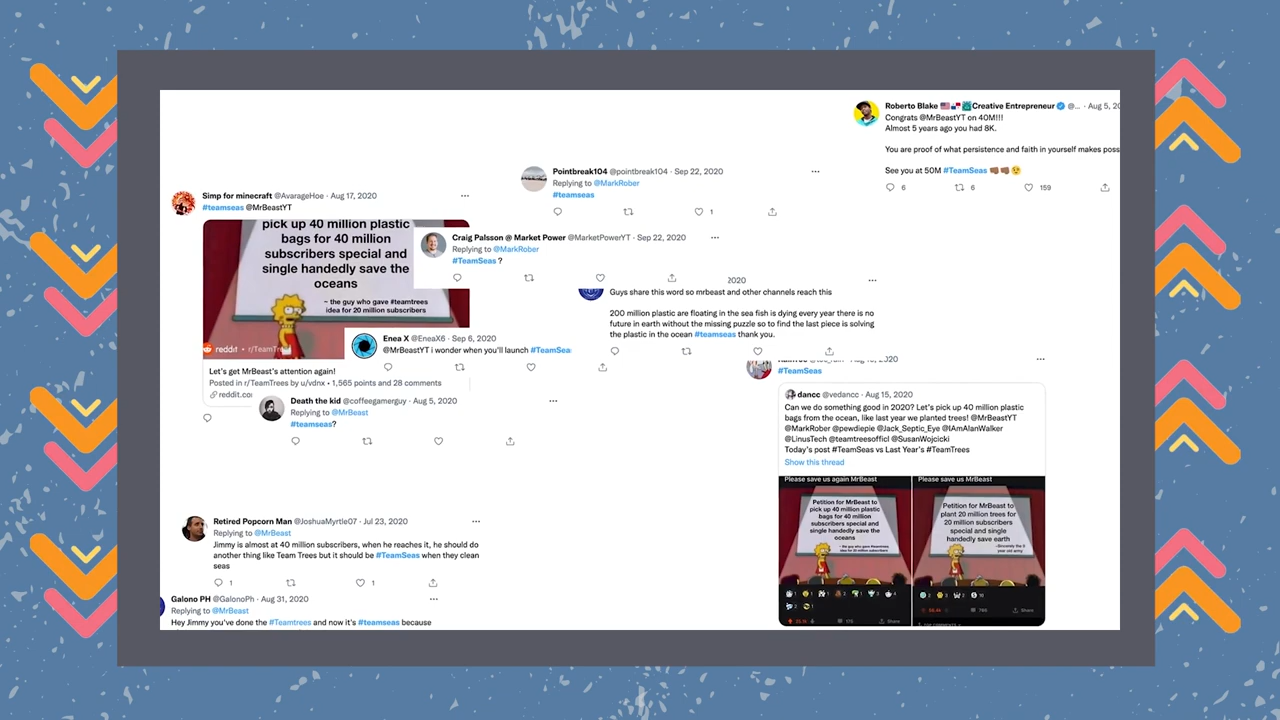 Roberto Blake 🇺🇸🇵🇦 Creative Entrepreneur @... · Aug 5, 20
Congrats @MrBeastYT on 40M!!!
Almost 5 years ago you had 8K.
You are proof of what persistence and faith in yourself makes poss
See you at 50M #TeamSeas 👊🏾👊🏾
6 6 159
Pointbreak104 @pointbreak104 · Sep 22, 2020
Replying to @MarkRober
#teamseas
1
Simp for minecraft @AvarageHoe · Aug 17, 2020
#teamseas @MrBeastYT
pick up 40 million plastic
bags for 40 million
subscribers special and
single handedly save the
oceans
~ the guy who gave #teamtrees
idea for 20 million subscribers
reddit · r/TeamTre
Let's get MrBeast's attention again!
Posted in r/TeamTrees by u/vdnx • 1,565 points and 28 comments
reddit.co
Craig Palsson @ Market Power @MarketPowerYT · Sep 22, 2020
Replying to @MarkRober
#TeamSeas ?
2020
Guys share this word so mrbeast and other channels reach this
200 million plastic are floating in the sea fish is dying every year there is no
future in earth without the missing puzzle so to find the last piece is solving
the plastic in the ocean #teamseas thank you.
Enea X @EneaX6 · Sep 6, 2020
@MrBeastYT i wonder when you'll launch #TeamSea
Death the kid @coffeegamerguy · Aug 5, 2020
Replying to @MrBeast
#teamseas?
2020
#TeamSeas
dancc @vedancc · Aug 15, 2020
Can we do something good in 2020? Let's pick up 40 million plastic
bags from the ocean, like last year we planted trees! @MrBeastYT
@MarkRober @pewdiepie @Jack_Septic_Eye @IAmAlanWalker
@LinusTech @teamtreesofficl @SusanWojcicki
Today's post #TeamSeas vs Last Year's #TeamTrees
Show this thread
Please save us again MrBeast
Petition for MrBeast to
pick up 40 million plastic
bags for 40 million
subscribers special and
single handedly save the
oceans
~ the guy who gave #teamtrees
idea for 20 million subscribers
Share
Please save us MrBeast
Petition for MrBeast to
plant 20 million trees for
20 million subscribers
special and single
handedly save earth
Share
Retired Popcorn Man @JoshuaMyrtle07 · Jul 23, 2020
Replying to @MrBeast
Jimmy is almost at 40 million subscribers, when he reaches it, he should do
another thing like Team Trees but it should be #TeamSeas when they clean
seas
1 1
Galono PH @GalonoPh · Aug 31, 2020
Replying to @MrBeast
Hey Jimmy you've done the #Teamtrees and now it's #teamseas because